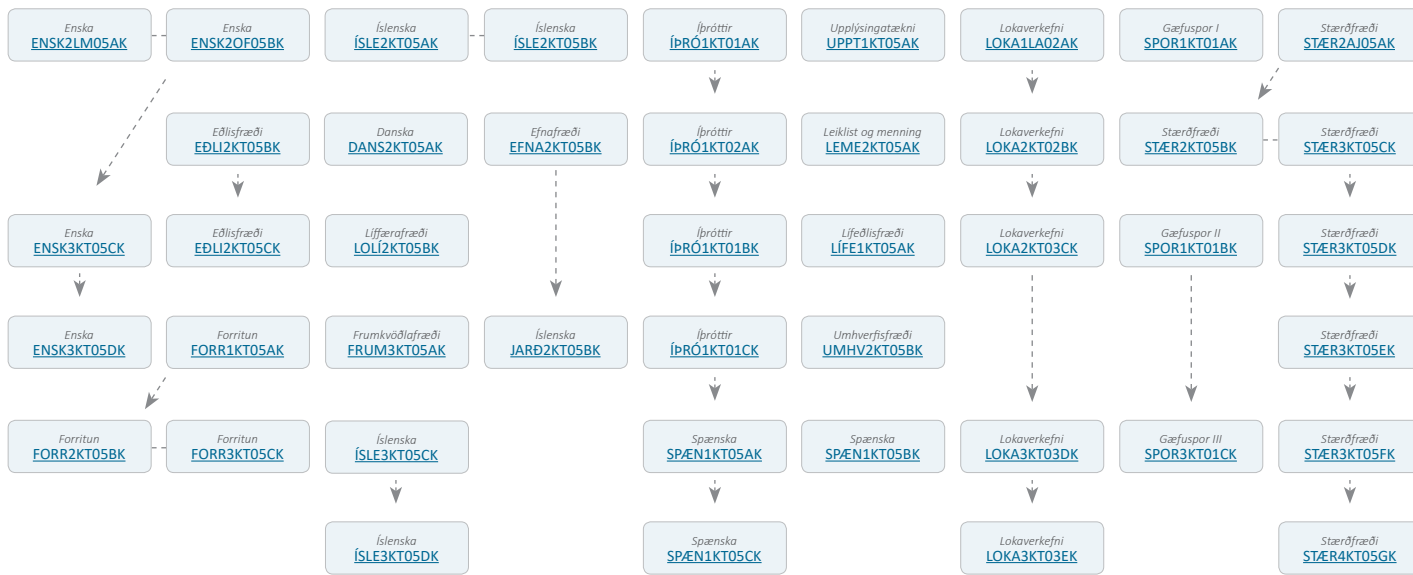 Enska
ENSK2LM05AK
Enska
ENSK2OF05BK
Íslenska
ÍSLE2KT05AK
Íslenska
ÍSLE2KT05BK
Íþróttir
ÍÞRÓ1KT01AK
Upplýsingatækni
UPPT1KT05AK
Lokaverkefni
LOKA1LA02AK
Gæfuspor I
SPOR1KT01AK
Stærðfræði
STÆR2AJ05AK
Eðlisfræði
EÐLI2KT05BK
Danska
DANS2KT05AK
Efnafræði
EFNA2KT05BK
Íþróttir
ÍÞRÓ1KT02AK
Leiklist og menning
LEME2KT05AK
Lokaverkefni
LOKA2KT02BK
Stærðfræði
STÆR2KT05BK
Stærðfræði
STÆR3KT05CK
Enska
ENSK3KT05CK
Eðlisfræði
EÐLI2KT05CK
Líffærafræði
LOLÍ2KT05BK
Íþróttir
ÍÞRÓ1KT01BK
Lífeðlisfræði
LÍFE1KT05AK
Lokaverkefni
LOKA2KT03CK
Gæfuspor II
SPOR1KT01BK
Stærðfræði
STÆR3KT05DK
Enska
ENSK3KT05DK
Forritun
FORR1KT05AK
Frumkvöðlafræði
FRUM3KT05AK
Íslenska
JARÐ2KT05BK
Íþróttir
ÍÞRÓ1KT01CK
Umhverfisfræði
UMHV2KT05BK
Stærðfræði
STÆR3KT05EK
Forritun
FORR2KT05BK
Forritun
FORR3KT05CK
Íslenska
ÍSLE3KT05CK
Spænska
SPÆN1KT05AK
Spænska
SPÆN1KT05BK
Lokaverkefni
LOKA3KT03DK
Gæfuspor III
SPOR3KT01CK
Stærðfræði
STÆR3KT05FK
Íslenska
ÍSLE3KT05DK
Spænska
SPÆN1KT05CK
Lokaverkefni
LOKA3KT03EK
Stærðfræði
STÆR4KT05GK